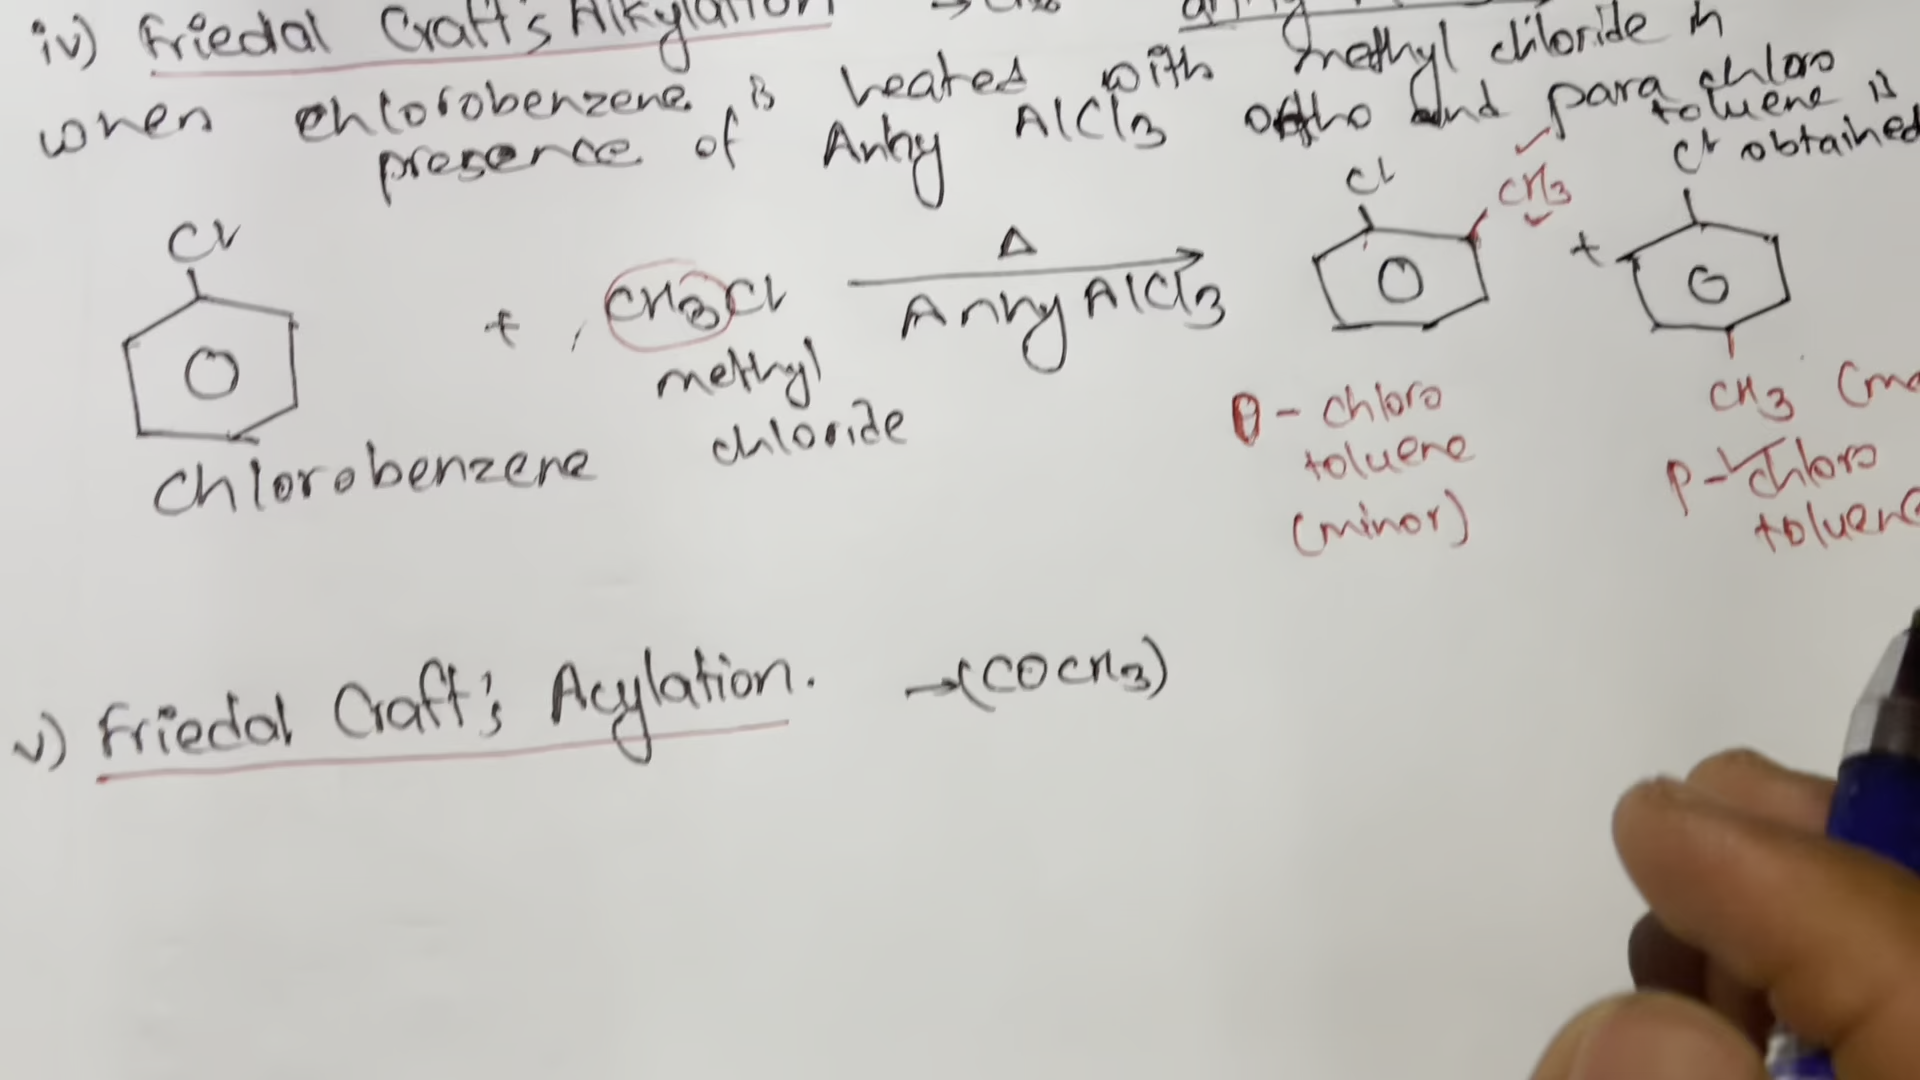 iv) Friedal Craft's Alkylation
when chlorobenzene is heated with methyl chloride in
presence of Anhy AlCl3 ortho and para chloro
toluene is
obtained
Cl
+ CH3Cl
Δ
Anhy AlCl3
Cl
CH3
+
Cl
CH3
methyl
chloride
chlorobenzene
O - chloro
toluene
(minor)
p - chloro
toluene
v) Friedal Craft's Acylation. → (COCH3)